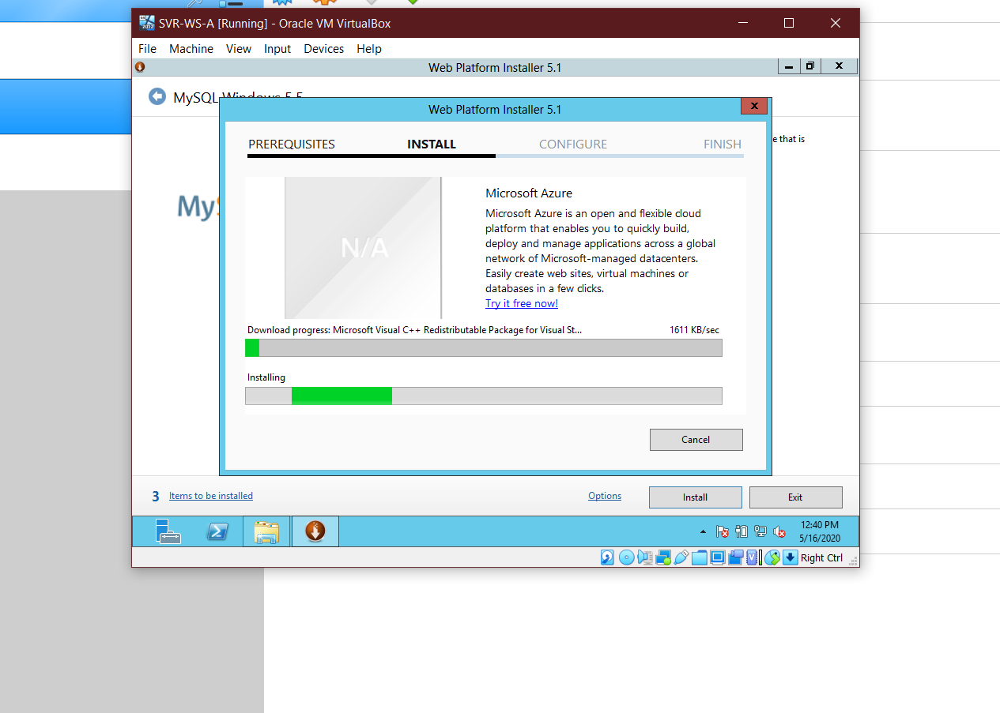 SVR-WS-A [Running] - Oracle VM VirtualBox
File Machine View Input Devices Help
Web Platform Installer 5.1
MySQL Windows 5.5
Web Platform Installer 5.1
e that is
PREREQUISITES INSTALL CONFIGURE FINISH
My
N/A
Microsoft Azure
Microsoft Azure is an open and flexible cloud
platform that enables you to quickly build,
deploy and manage applications across a global
network of Microsoft-managed datacenters.
Easily create web sites, virtual machines or
databases in a few clicks.
Try it free now!
Download progress: Microsoft Visual C++ Redistributable Package for Visual St... 1611 KB/sec
Installing
Cancel
3 Items to be installed Options Install Exit
12:40 PM
5/16/2020
Right Ctrl